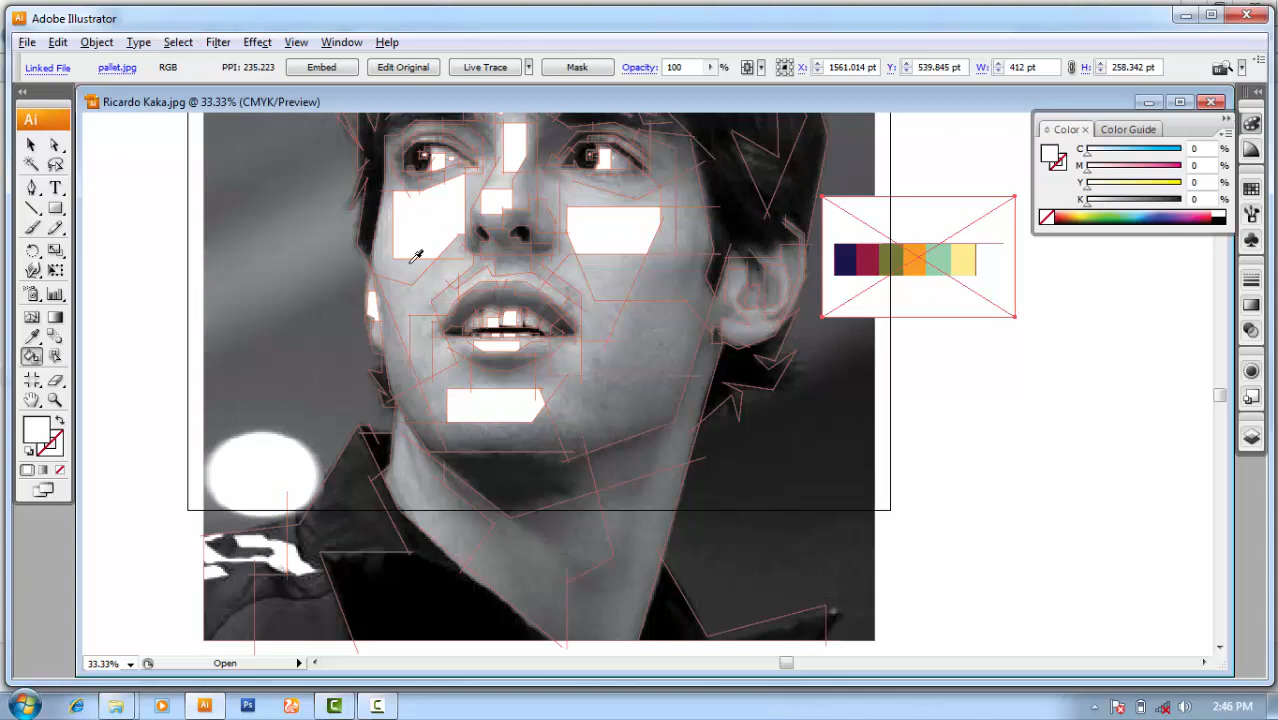 Adobe Illustrator
File Edit Object Type Select Filter Effect View Window Help
Linked File pallet.jpg RGB PPI: 235.223 Embed Edit Original Live Trace Mask Opacity: 100 % X: 1561.014 pt Y: 539.845 pt W: 412 pt H: 258.342 pt
Ricardo Kaka.jpg @ 33.33% (CMYK/Preview)
Ai
Color Color Guide
C 0 %
M 0 %
Y 0 %
K 0 %
33.33% Open
2:46 PM